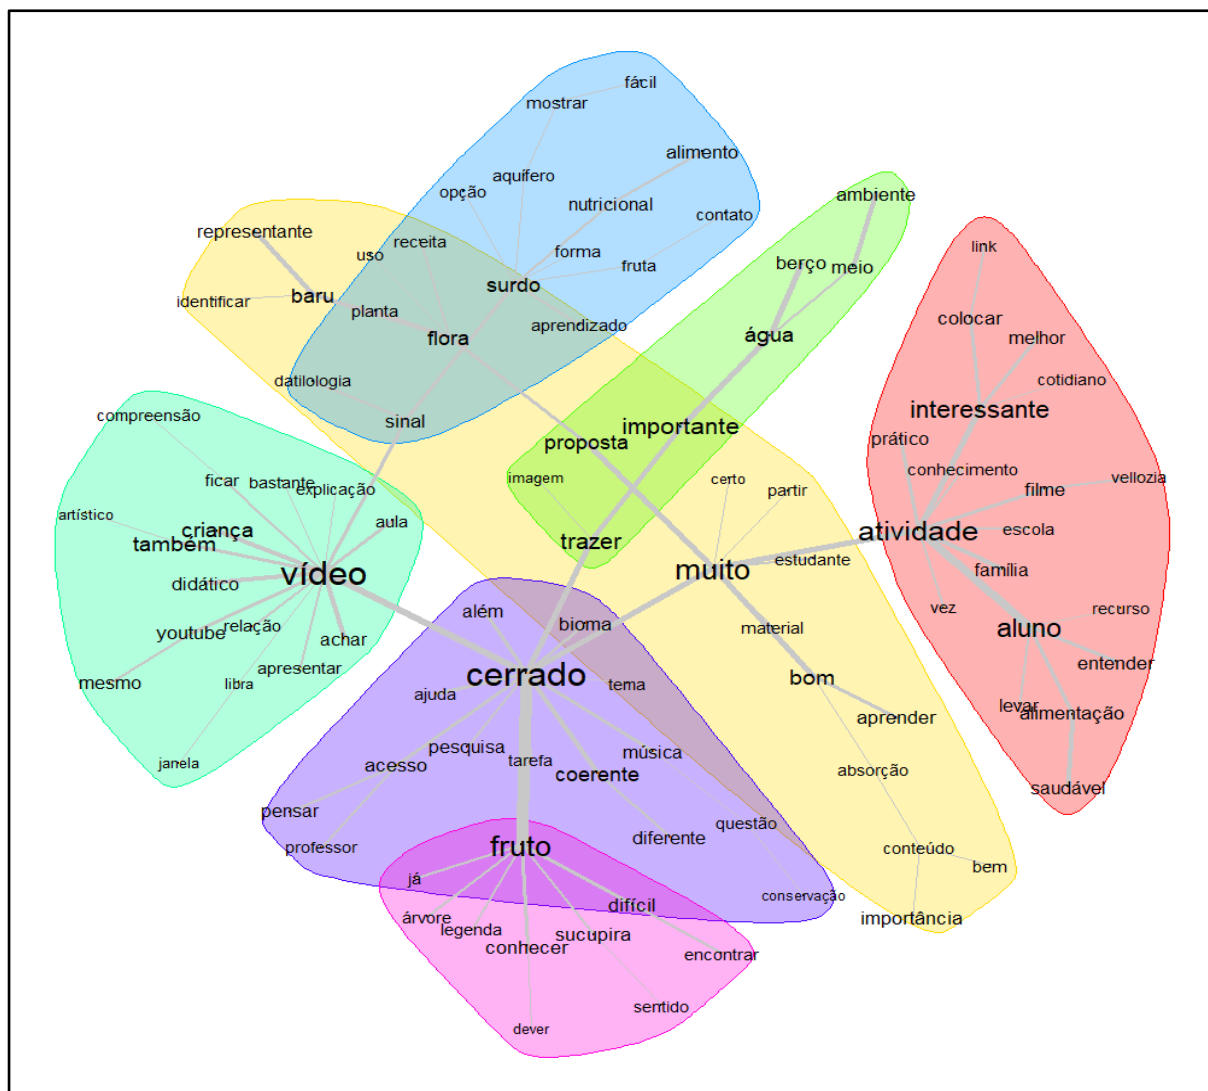 fácil
mostrar
alimento
aquífero
opção
nutricional
contato
ambiente
representante
receita
uso
forma
fruta
surdo
berço
meio
link
identificar
baru
planta
aprendizado
colocar
melhor
flora
água
datilologia
cotidiano
compreensão
sinal
interessante
importante
proposta
prático
conhecimento
imagem
certo
partir
filme
vellozia
ficar
bastante
explicação
artístico
criança
aula
também
trazer
atividade
escola
vídeo
muito
estudante
família
didático
vez
recurso
youtube
relação
achar
além
bioma
material
aluno
apresentar
entender
mesmo
libra
cerrado
tema
bom
ajuda
levar
alimentação
aprender
pesquisa
música
janela
acesso
tarefa
coerente
absorção
saudável
pensar
questão
professor
fruto
diferente
conteúdo
bem
já
conservação
difícil
árvore
legenda
importância
conhecer
sucupira
encontrar
sentido
dever